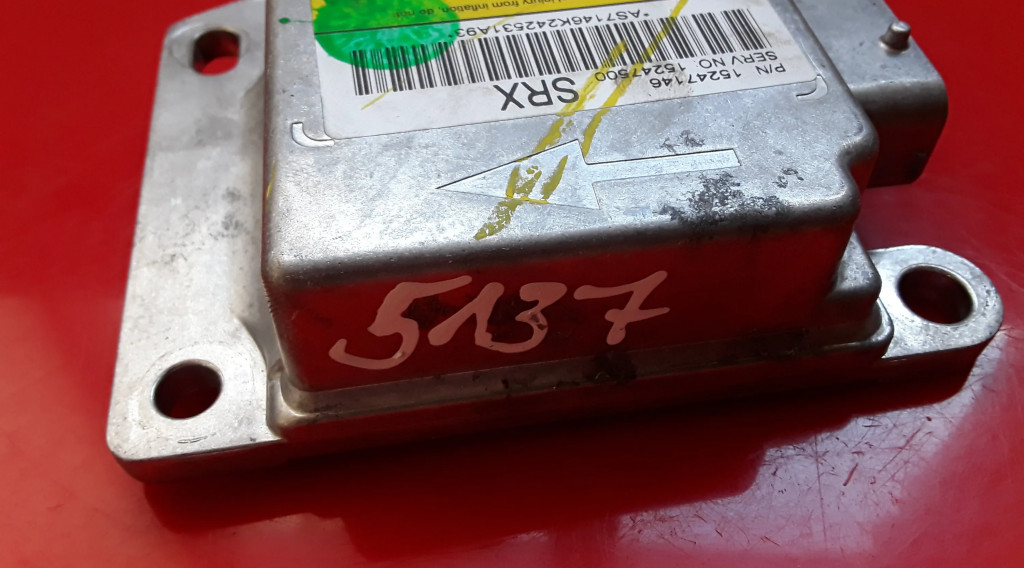 injury from inflation, do not
*AS7146K242531A93*
P/N 15247146
SERV NO. 15247500
SRX
5137